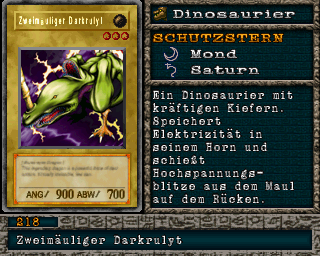 Zweimäuliger Darkrulyt
ANG/ 900 ABW/ 700
Dinosaurier
SCHUTZSTERN
Mond
Saturn
Ein Dinosaurier mit
kräftigen Kiefern.
Speichert
Elektrizität in
seinem Horn und
schießt
Hochspannungs-
blitze aus dem Maul
auf dem Rücken.
218
Zweimäuliger Darkrulyt